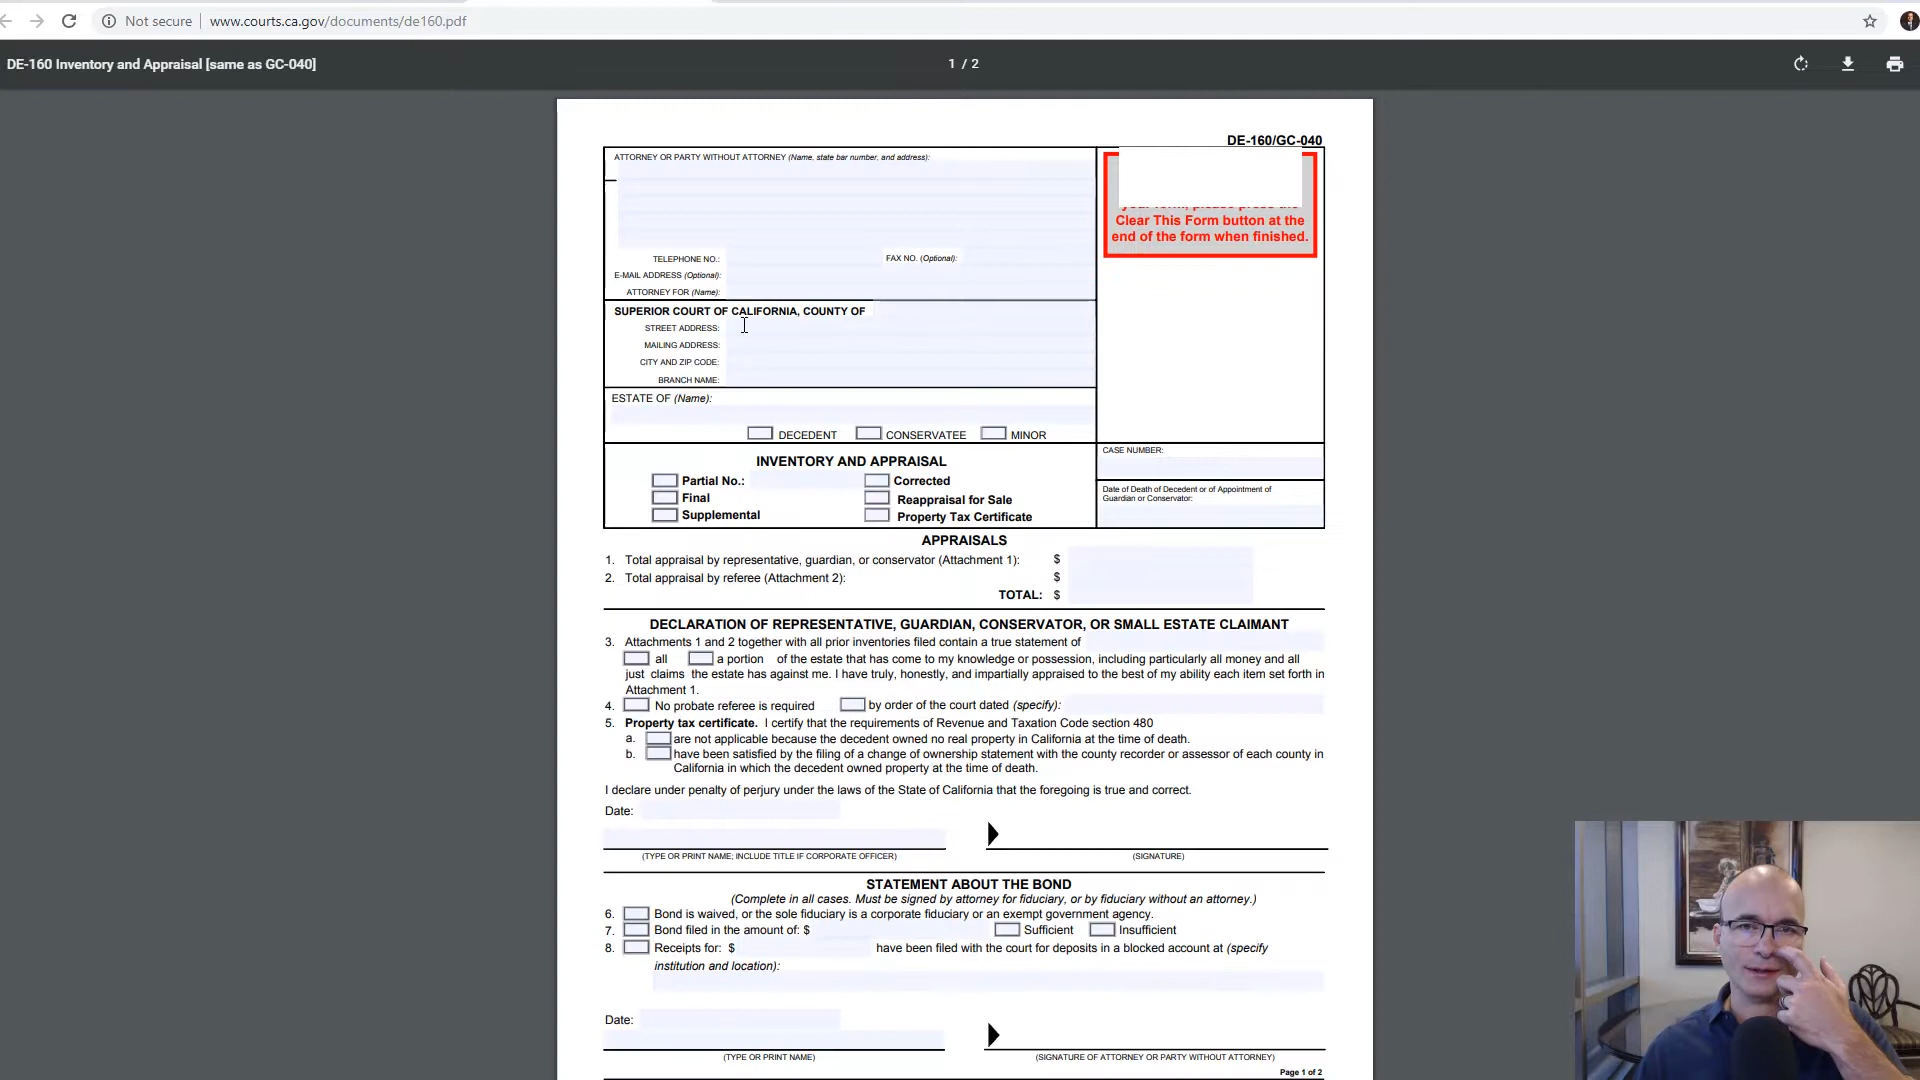 Not secure www.courts.ca.gov/documents/de160.pdf
DE-160 Inventory and Appraisal [same as GC-040]
1 / 2
DE-160/GC-040
ATTORNEY OR PARTY WITHOUT ATTORNEY (Name, state bar number, and address):
TELEPHONE NO.: FAX NO. (Optional):
E-MAIL ADDRESS (Optional):
ATTORNEY FOR (Name):
your form, please press the
Clear This Form button at the
end of the form when finished.
SUPERIOR COURT OF CALIFORNIA, COUNTY OF
STREET ADDRESS:
MAILING ADDRESS:
CITY AND ZIP CODE:
BRANCH NAME:
ESTATE OF (Name):
DECEDENT CONSERVATEE MINOR
INVENTORY AND APPRAISAL
Partial No.: Corrected
Final Reappraisal for Sale
Supplemental Property Tax Certificate
CASE NUMBER:
Date of Death of Decedent or of Appointment of
Guardian or Conservator:
APPRAISALS
1. Total appraisal by representative, guardian, or conservator (Attachment 1): $
2. Total appraisal by referee (Attachment 2): $
TOTAL: $
DECLARATION OF REPRESENTATIVE, GUARDIAN, CONSERVATOR, OR SMALL ESTATE CLAIMANT
3. Attachments 1 and 2 together with all prior inventories filed contain a true statement of
all a portion of the estate that has come to my knowledge or possession, including particularly all money and all
just claims the estate has against me. I have truly, honestly, and impartially appraised to the best of my ability each item set forth in
Attachment 1.
4. No probate referee is required by order of the court dated (specify):
5. Property tax certificate. I certify that the requirements of Revenue and Taxation Code section 480
a. are not applicable because the decedent owned no real property in California at the time of death.
b. have been satisfied by the filing of a change of ownership statement with the county recorder or assessor of each county in
California in which the decedent owned property at the time of death.
I declare under penalty of perjury under the laws of the State of California that the foregoing is true and correct.
Date:
(TYPE OR PRINT NAME; INCLUDE TITLE IF CORPORATE OFFICER) (SIGNATURE)
STATEMENT ABOUT THE BOND
(Complete in all cases. Must be signed by attorney for fiduciary, or by fiduciary without an attorney.)
6. Bond is waived, or the sole fiduciary is a corporate fiduciary or an exempt government agency.
7. Bond filed in the amount of: $ Sufficient Insufficient
8. Receipts for: $ have been filed with the court for deposits in a blocked account at (specify
institution and location):
Date:
(TYPE OR PRINT NAME) (SIGNATURE OF ATTORNEY OR PARTY WITHOUT ATTORNEY)
Page 1 of 2